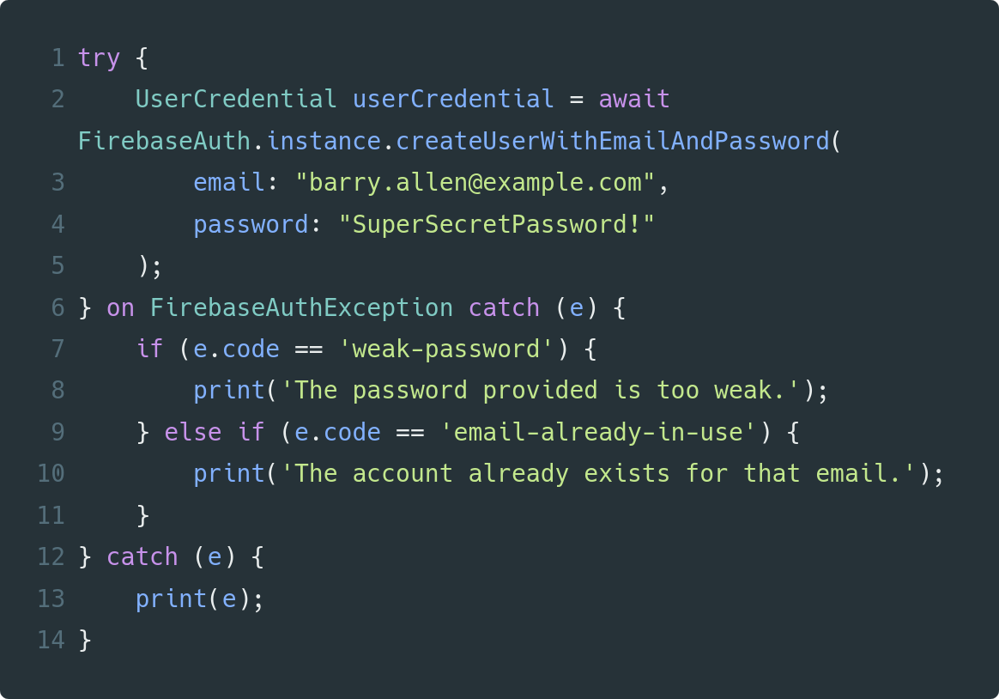 1 try {
2     UserCredential userCredential = await
FirebaseAuth.instance.createUserWithEmailAndPassword(
3         email: "barry.allen@example.com",
4         password: "SuperSecretPassword!"
5     );
6 } on FirebaseAuthException catch (e) {
7     if (e.code == 'weak-password') {
8         print('The password provided is too weak.');
9     } else if (e.code == 'email-already-in-use') {
10         print('The account already exists for that email.');
11     }
12 } catch (e) {
13     print(e);
14 }